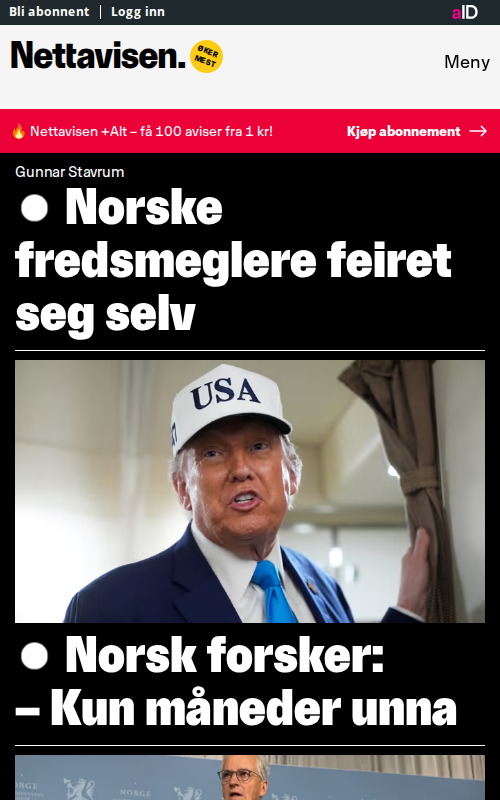 Bli abonnent | Logg inn
aID
Nettavisen.
ØKER
MEST
Meny
🔥 Nettavisen +Alt – få 100 aviser fra 1 kr!
Kjøp abonnement →
Gunnar Stavrum
Norske
fredsmeglere feiret
seg selv
USA
Norsk forsker:
– Kun måneder unna
NORGE
NORGE